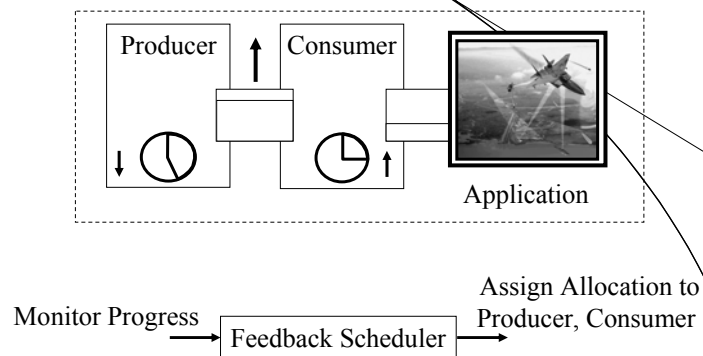 Producer
Consumer
Application
Monitor Progress
Feedback Scheduler
Assign Allocation to
Producer, Consumer